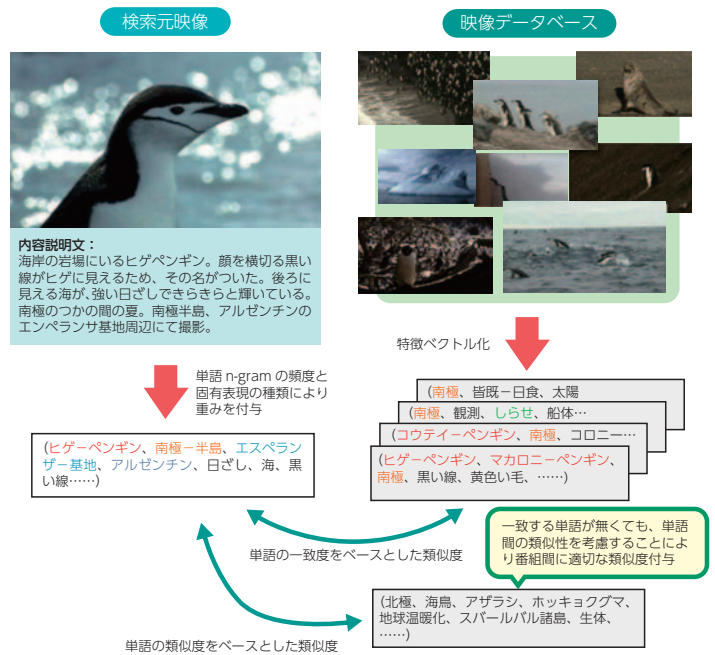 検索元映像
映像データベース
内容説明文：
海岸の岩場にいるヒゲペンギン。顔を横切る黒い
線がヒゲに見えるため、その名がついた。後ろに
見える海が、強い日ざしできらきらと輝いている。
南極のつかの間の夏。南極半島、アルゼンチンの
エンペランサ基地周辺にて撮影。
特徴ベクトル化
単語 n-gram の頻度と
固有表現の種類により
重みを付与
（ヒゲ－ペンギン、南極－半島、エスペラン
ザ－基地、アルゼンチン、日ざし、海、黒
い線……）
（南極、皆既－日食、太陽
（南極、観測、しらせ、船体…
（コウテイ－ペンギン、南極、コロニー…
（ヒゲ－ペンギン、マカロニ－ペンギン、
南極、黒い線、黄色い毛、……）
単語の一致度をベースとした類似度
一致する単語が無くても、単語
間の類似性を考慮することによ
り番組間に適切な類似度付与
（北極、海鳥、アザラシ、ホッキョクグマ、
地球温暖化、スバールバル諸島、生体、
……）
単語の類似度をベースとした類似度